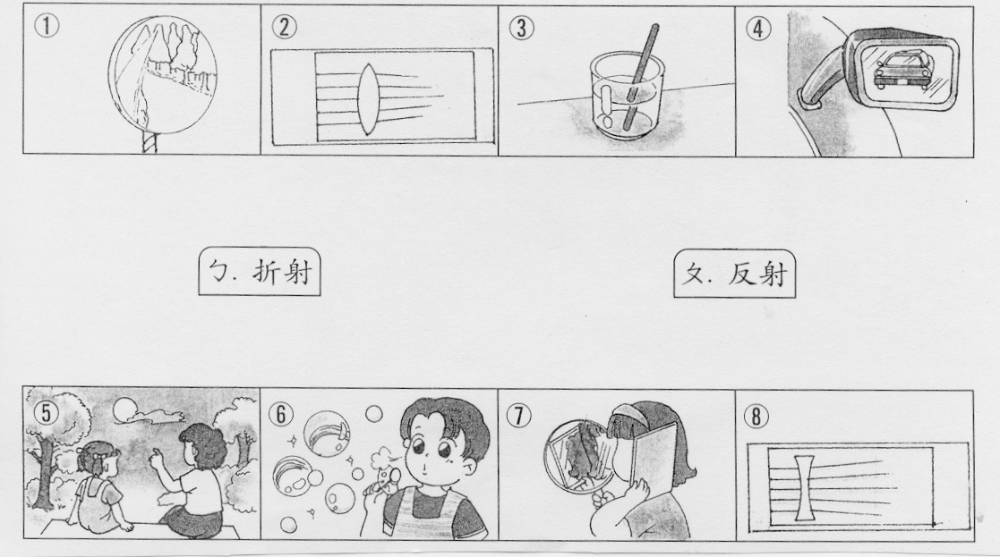 ① ② ③ ④
ㄅ. 折射 ㄆ. 反射
⑤ ⑥ ⑦ ⑧